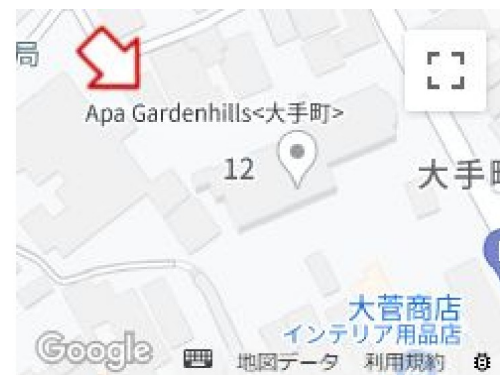 局
Apa Gardenhills<大手町>
12
大手町
大菅商店
インテリア用品店
Google
地図データ 利用規約